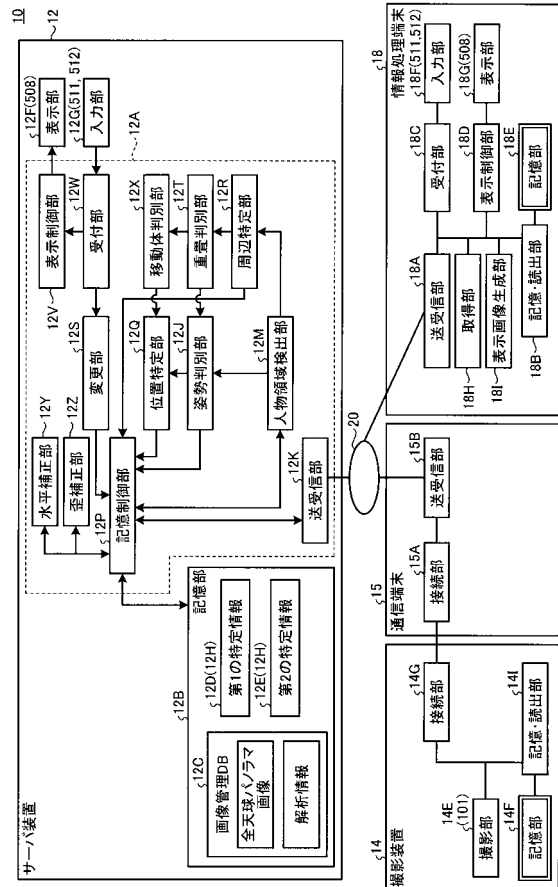 10
サーバ装置
12
12A
12Y
水平補正部
12Z
歪補正部
12P
記憶制御部
12S
変更部
12W
受付部
12V
表示制御部
12F(508)
表示部
12G(511, 512)
入力部
12Q
位置特定部
12X
移動体判別部
12J
姿勢判別部
12T
重畳判別部
12R
周辺特定部
12M
人物領域検出部
12K
送受信部
12B
記憶部
12C
画像管理DB
全天球パノラマ
画像
解析情報
12D(12H)
第1の特定情報
12E(12H)
第2の特定情報
20
14
撮影装置
14E
(101)
撮影部
14F
記憶部
14G
接続部
14I
記憶・読出部
15
通信端末
15A
接続部
15B
送受信部
18
情報処理端末
18A
送受信部
18H
取得部
18I
表示画像生成部
18B
記憶・読出部
18C
受付部
18D
表示制御部
18E
記憶部
18F(511,512)
入力部
18G(508)
表示部